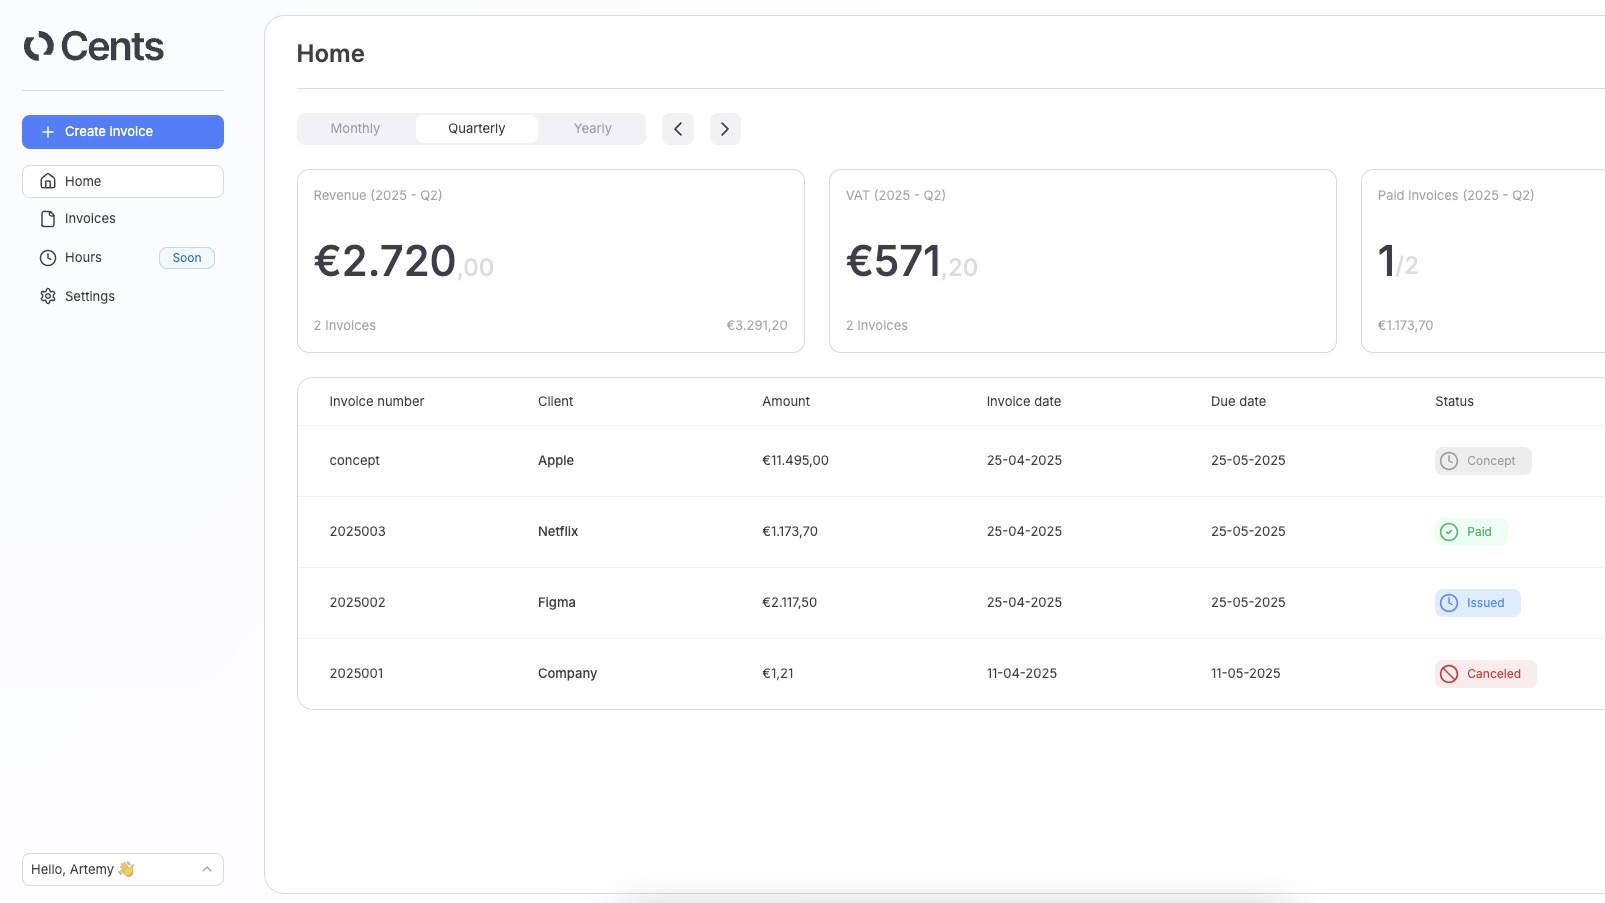 Cents
Create Invoice
Home
Invoices
Hours Soon
Settings
Hello, Artemy 👋
Home
Monthly Quarterly Yearly
Revenue (2025 - Q2)
€2.720,00
2 Invoices €3.291,20
VAT (2025 - Q2)
€571,20
2 Invoices
Paid invoices (2025 - Q2)
1/2
€1.173,70
Invoice number Client Amount Invoice date Due date Status
concept Apple €11.495,00 25-04-2025 25-05-2025 Concept
2025003 Netflix €1.173,70 25-04-2025 25-05-2025 Paid
2025002 Figma €2.117,50 25-04-2025 25-05-2025 Issued
2025001 Company €1,21 11-04-2025 11-05-2025 Canceled